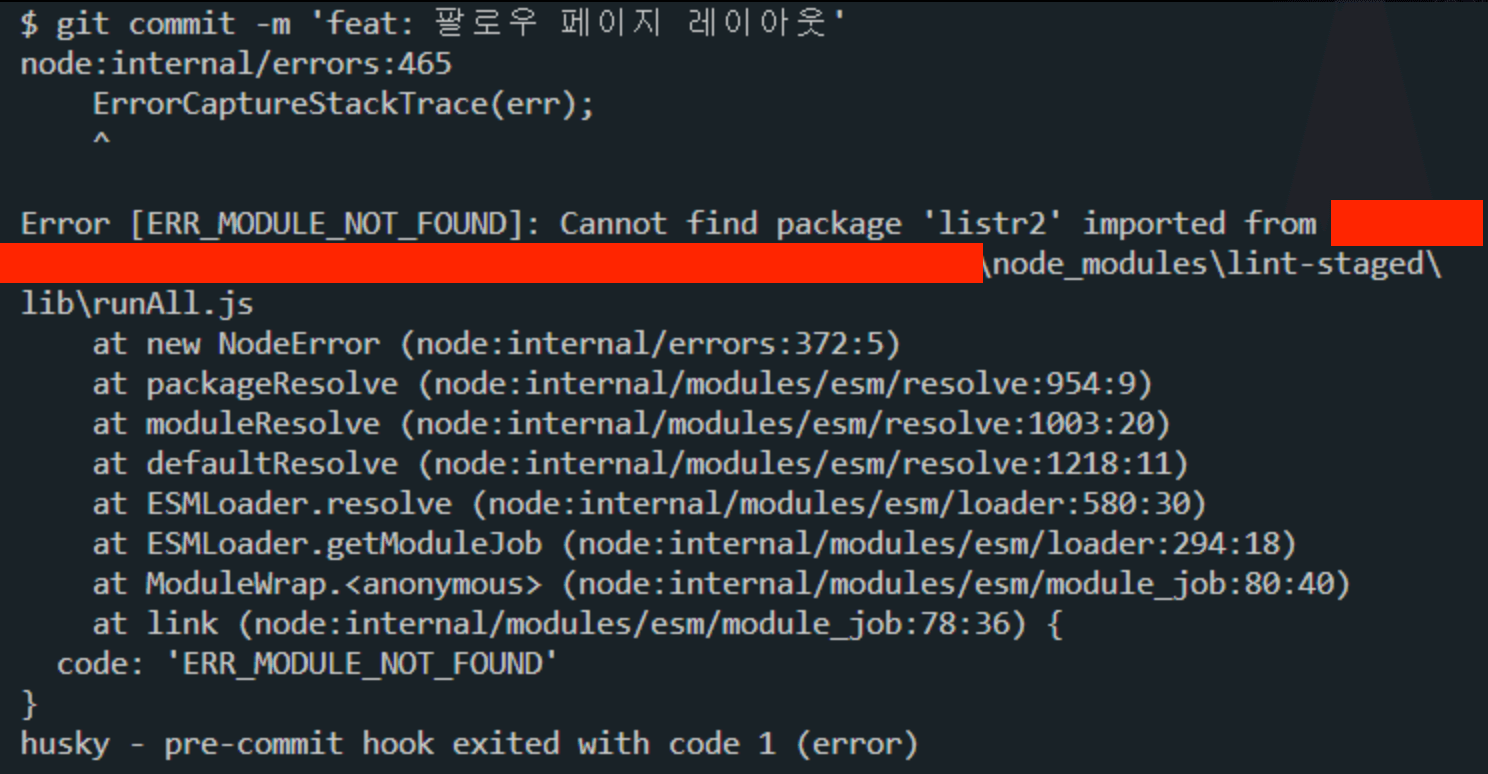 $ git commit -m 'feat: 팔로우 페이지 레이아웃'
node:internal/errors:465
    ErrorCaptureStackTrace(err);
    ^
Error [ERR_MODULE_NOT_FOUND]: Cannot find package 'listr2' imported from
\node_modules\lint-staged\
lib\runAll.js
    at new NodeError (node:internal/errors:372:5)
    at packageResolve (node:internal/modules/esm/resolve:954:9)
    at moduleResolve (node:internal/modules/esm/resolve:1003:20)
    at defaultResolve (node:internal/modules/esm/resolve:1218:11)
    at ESMLoader.resolve (node:internal/modules/esm/loader:580:30)
    at ESMLoader.getModuleJob (node:internal/modules/esm/loader:294:18)
    at ModuleWrap.<anonymous> (node:internal/modules/esm/module_job:80:40)
    at link (node:internal/modules/esm/module_job:78:36) {
  code: 'ERR_MODULE_NOT_FOUND'
}
husky - pre-commit hook exited with code 1 (error)